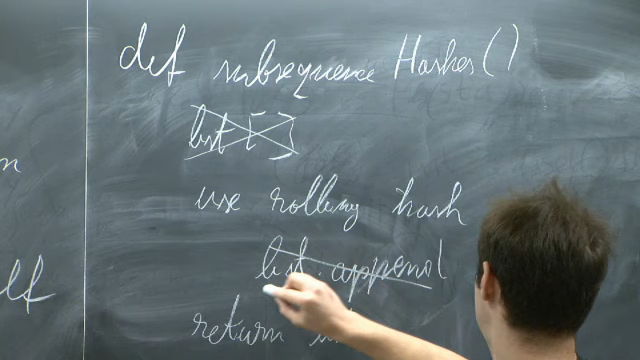 def subsequence Hashes()
list []
use rolling hash
list.append
return